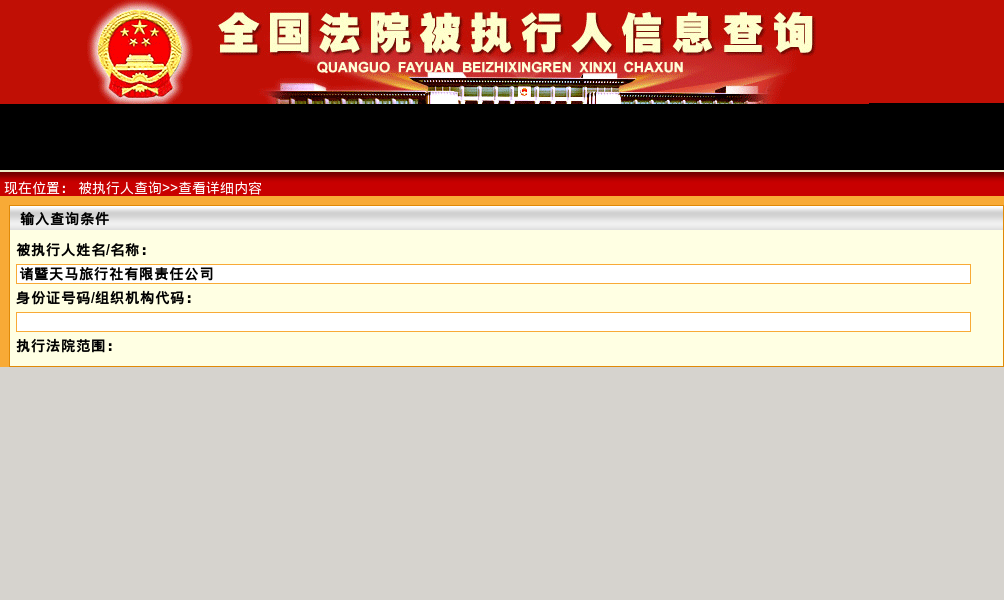 全国法院被执行人信息查询
QUANGUO FAYUAN BEIZHIXINGREN XINXI CHAXUN
现在位置： 被执行人查询>>查看详细内容
输入查询条件
被执行人姓名/名称：
诸暨天马旅行社有限责任公司
身份证号码/组织机构代码：
执行法院范围：